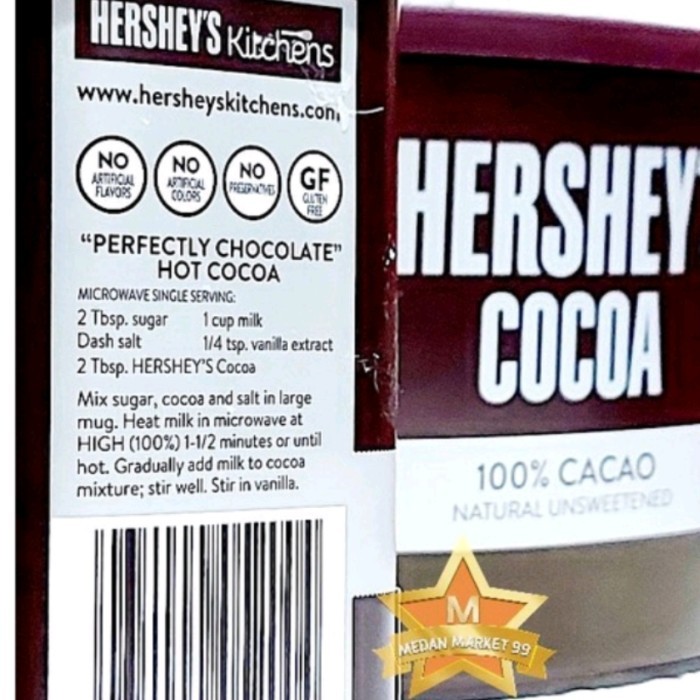 HERSHEY'S Kitchens
www.hersheyskitchens.com
NO
ARTIFICIAL
FLAVORS
NO
ARTIFICIAL
COLORS
NO
PRESERVATIVES
GF
GLUTEN
FREE
"PERFECTLY CHOCOLATE"
HOT COCOA
MICROWAVE SINGLE SERVING:
2 Tbsp. sugar 1 cup milk
Dash salt 1/4 tsp. vanilla extract
2 Tbsp. HERSHEY'S Cocoa
Mix sugar, cocoa and salt in large
mug. Heat milk in microwave at
HIGH (100%) 1-1/2 minutes or until
hot. Gradually add milk to cocoa
mixture; stir well. Stir in vanilla.
HERSHEY'
COCOA
100% CACAO
NATURAL UNSWEETENED
M
MEDAN MARKET 99